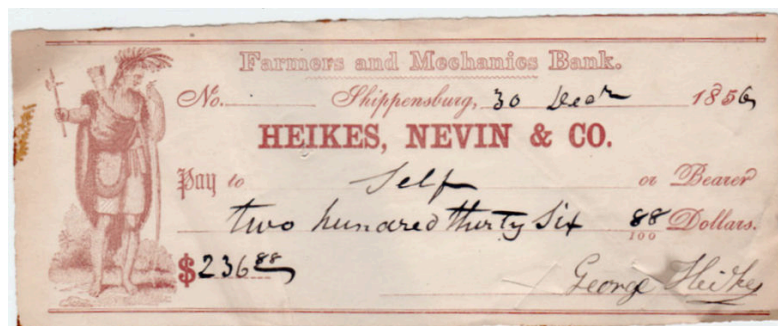 Farmers and Mechanics Bank.
No. Shippensburg, 30 Decr 1856
HEIKES, NEVIN & CO.
Pay to Self or Bearer
two hundred thirty Six 88/100 Dollars.
$236 88
George Heikes